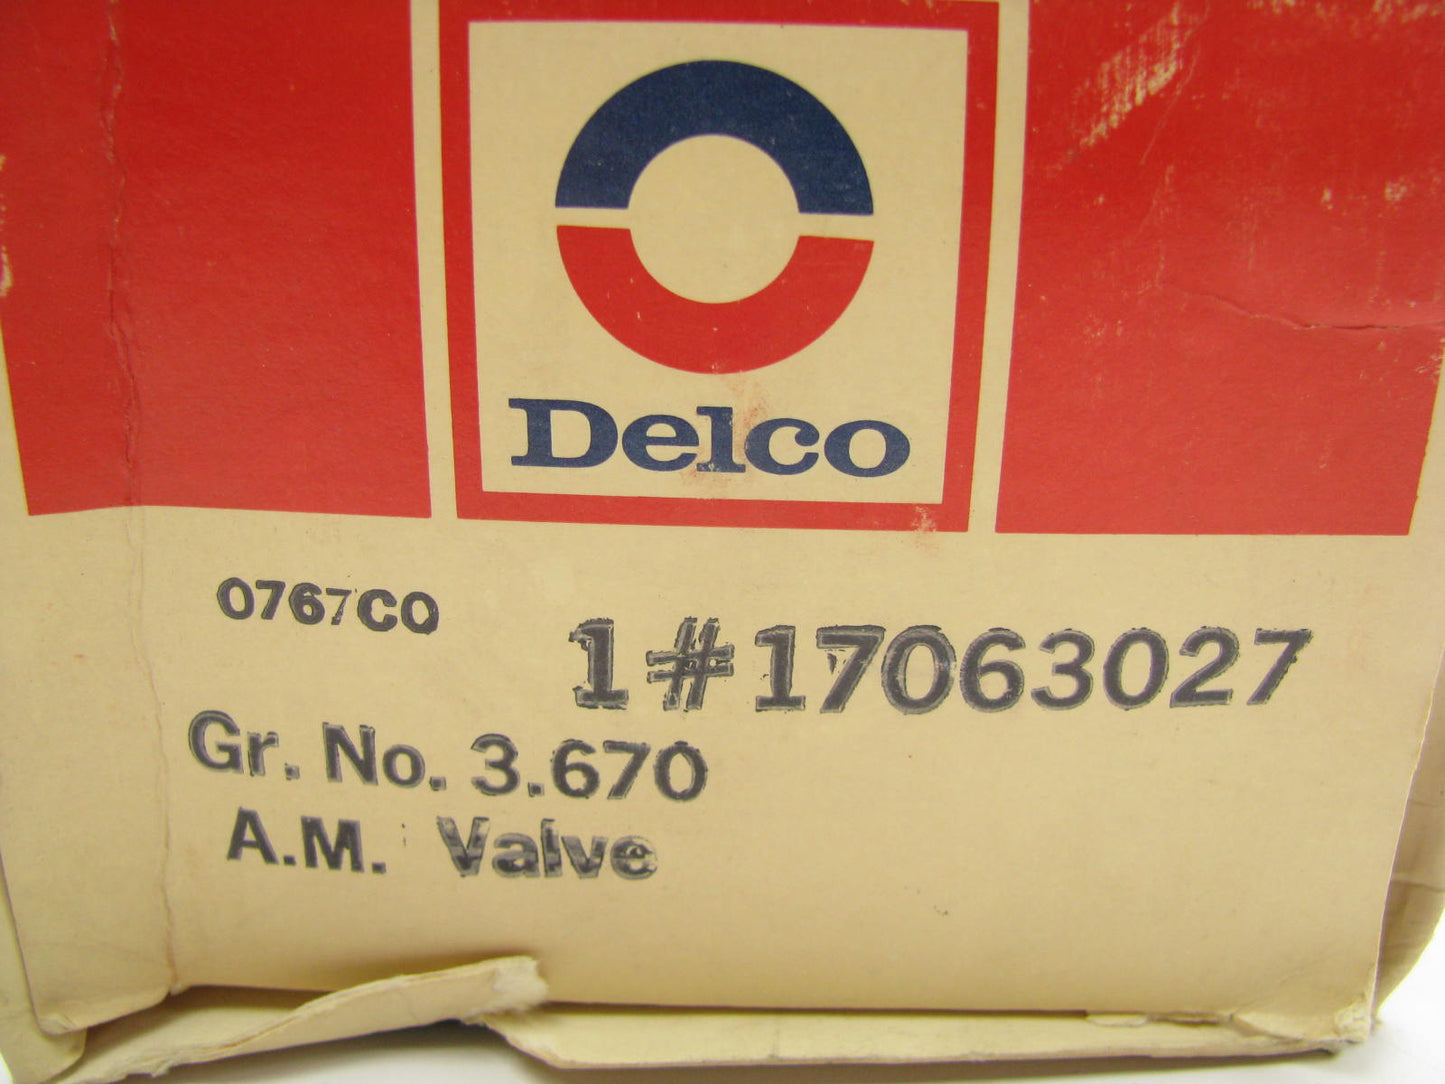 Delco
0767CO
1#17063027
Gr. No. 3.670
A.M. Valve